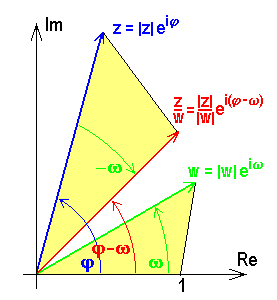 Im
z = |z| e^{iφ}
z/w = |z|/|w| e^{i(φ-ω)}
w = |w| e^{iω}
-ω
φ-ω
φ
ω
Re
1